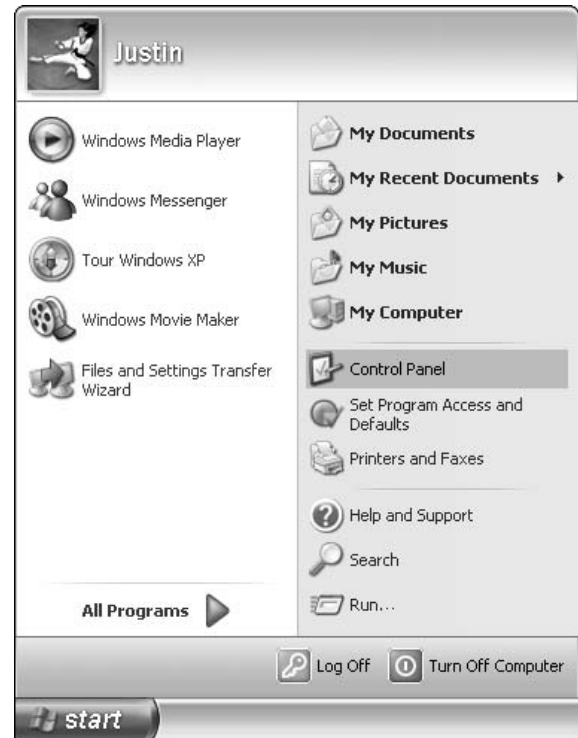 Justin
Windows Media Player
Windows Messenger
Tour Windows XP
Windows Movie Maker
Files and Settings Transfer
Wizard
All Programs
My Documents
My Recent Documents
My Pictures
My Music
My Computer
Control Panel
Set Program Access and
Defaults
Printers and Faxes
Help and Support
Search
Run...
Log Off
Turn Off Computer
start